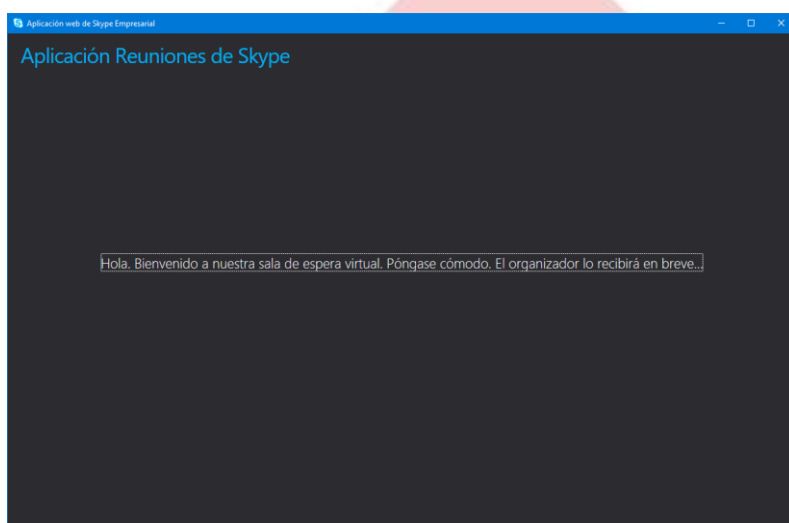 Aplicación web de Skype Empresarial
Aplicación Reuniones de Skype
Hola. Bienvenido a nuestra sala de espera virtual. Póngase cómodo. El organizador lo recibirá en breve...